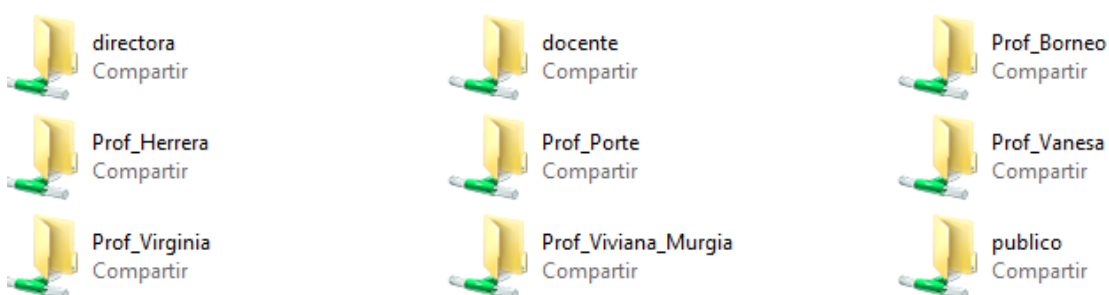 directora
Compartir
docente
Compartir
Prof_Borneo
Compartir
Prof_Herrera
Compartir
Prof_Porte
Compartir
Prof_Vanesa
Compartir
Prof_Virginia
Compartir
Prof_Viviana_Murgia
Compartir
publico
Compartir